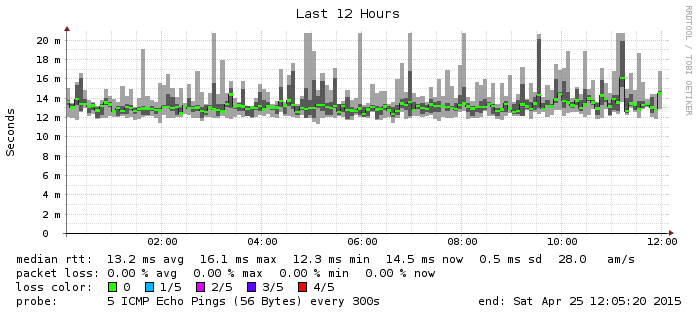 Last 12 Hours
RRDTOOL / TOBI OETIKER
Seconds
20 m
18 m
16 m
14 m
12 m
10 m
8 m
6 m
4 m
2 m
0
02:00 04:00 06:00 08:00 10:00 12:00
median rtt: 13.2 ms avg 16.1 ms max 12.3 ms min 14.5 ms now 0.5 ms sd 28.0 am/s
packet loss: 0.00 % avg 0.00 % max 0.00 % min 0.00 % now
loss color: 0 1/5 2/5 3/5 4/5
probe: 5 ICMP Echo Pings (56 Bytes) every 300s end: Sat Apr 25 12:05:20 2015